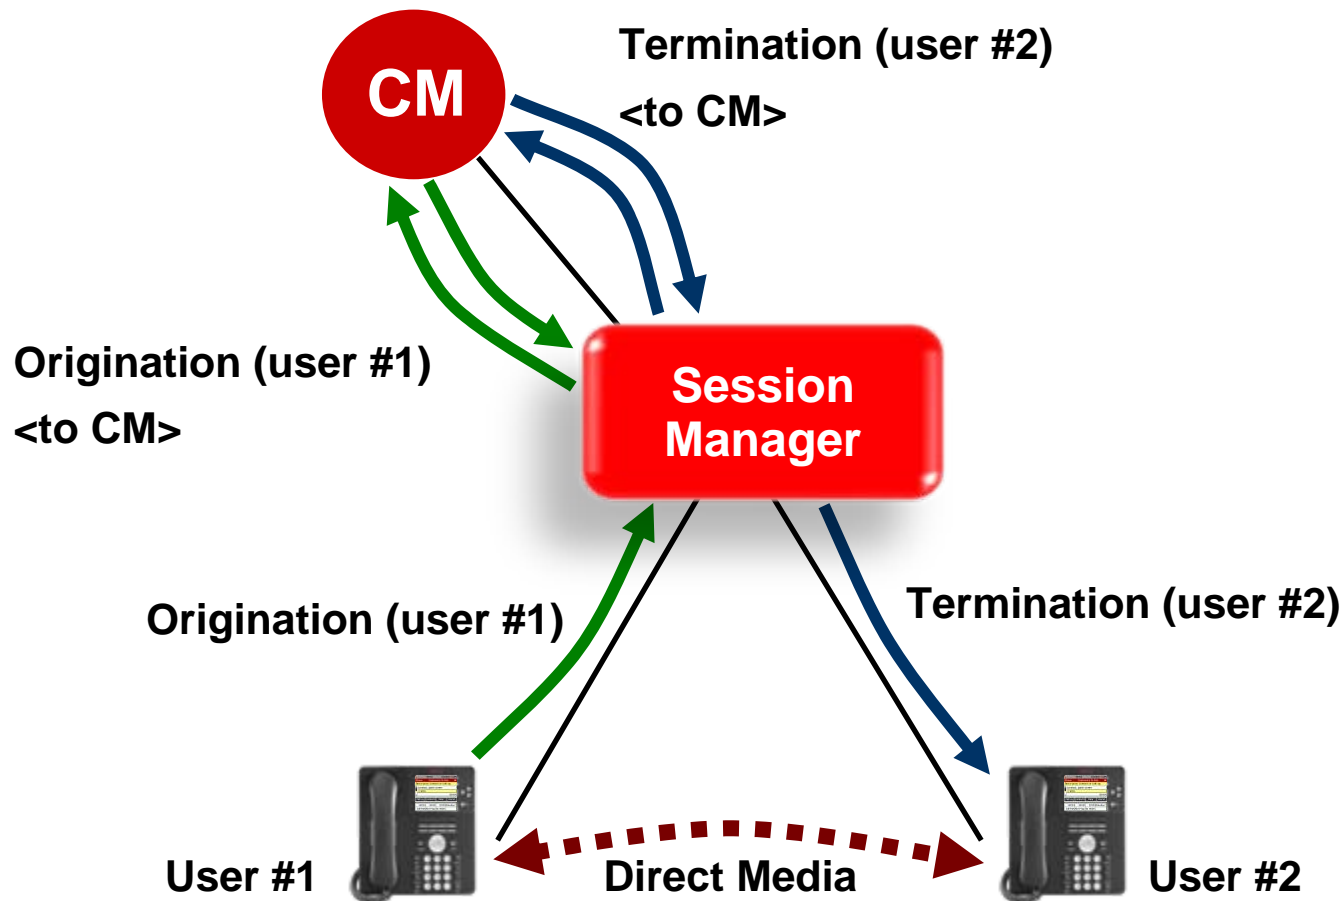 CM
Termination (user #2)
<to CM>
Origination (user #1)
<to CM>
Session
Manager
Origination (user #1)
Termination (user #2)
User #1
Direct Media
User #2